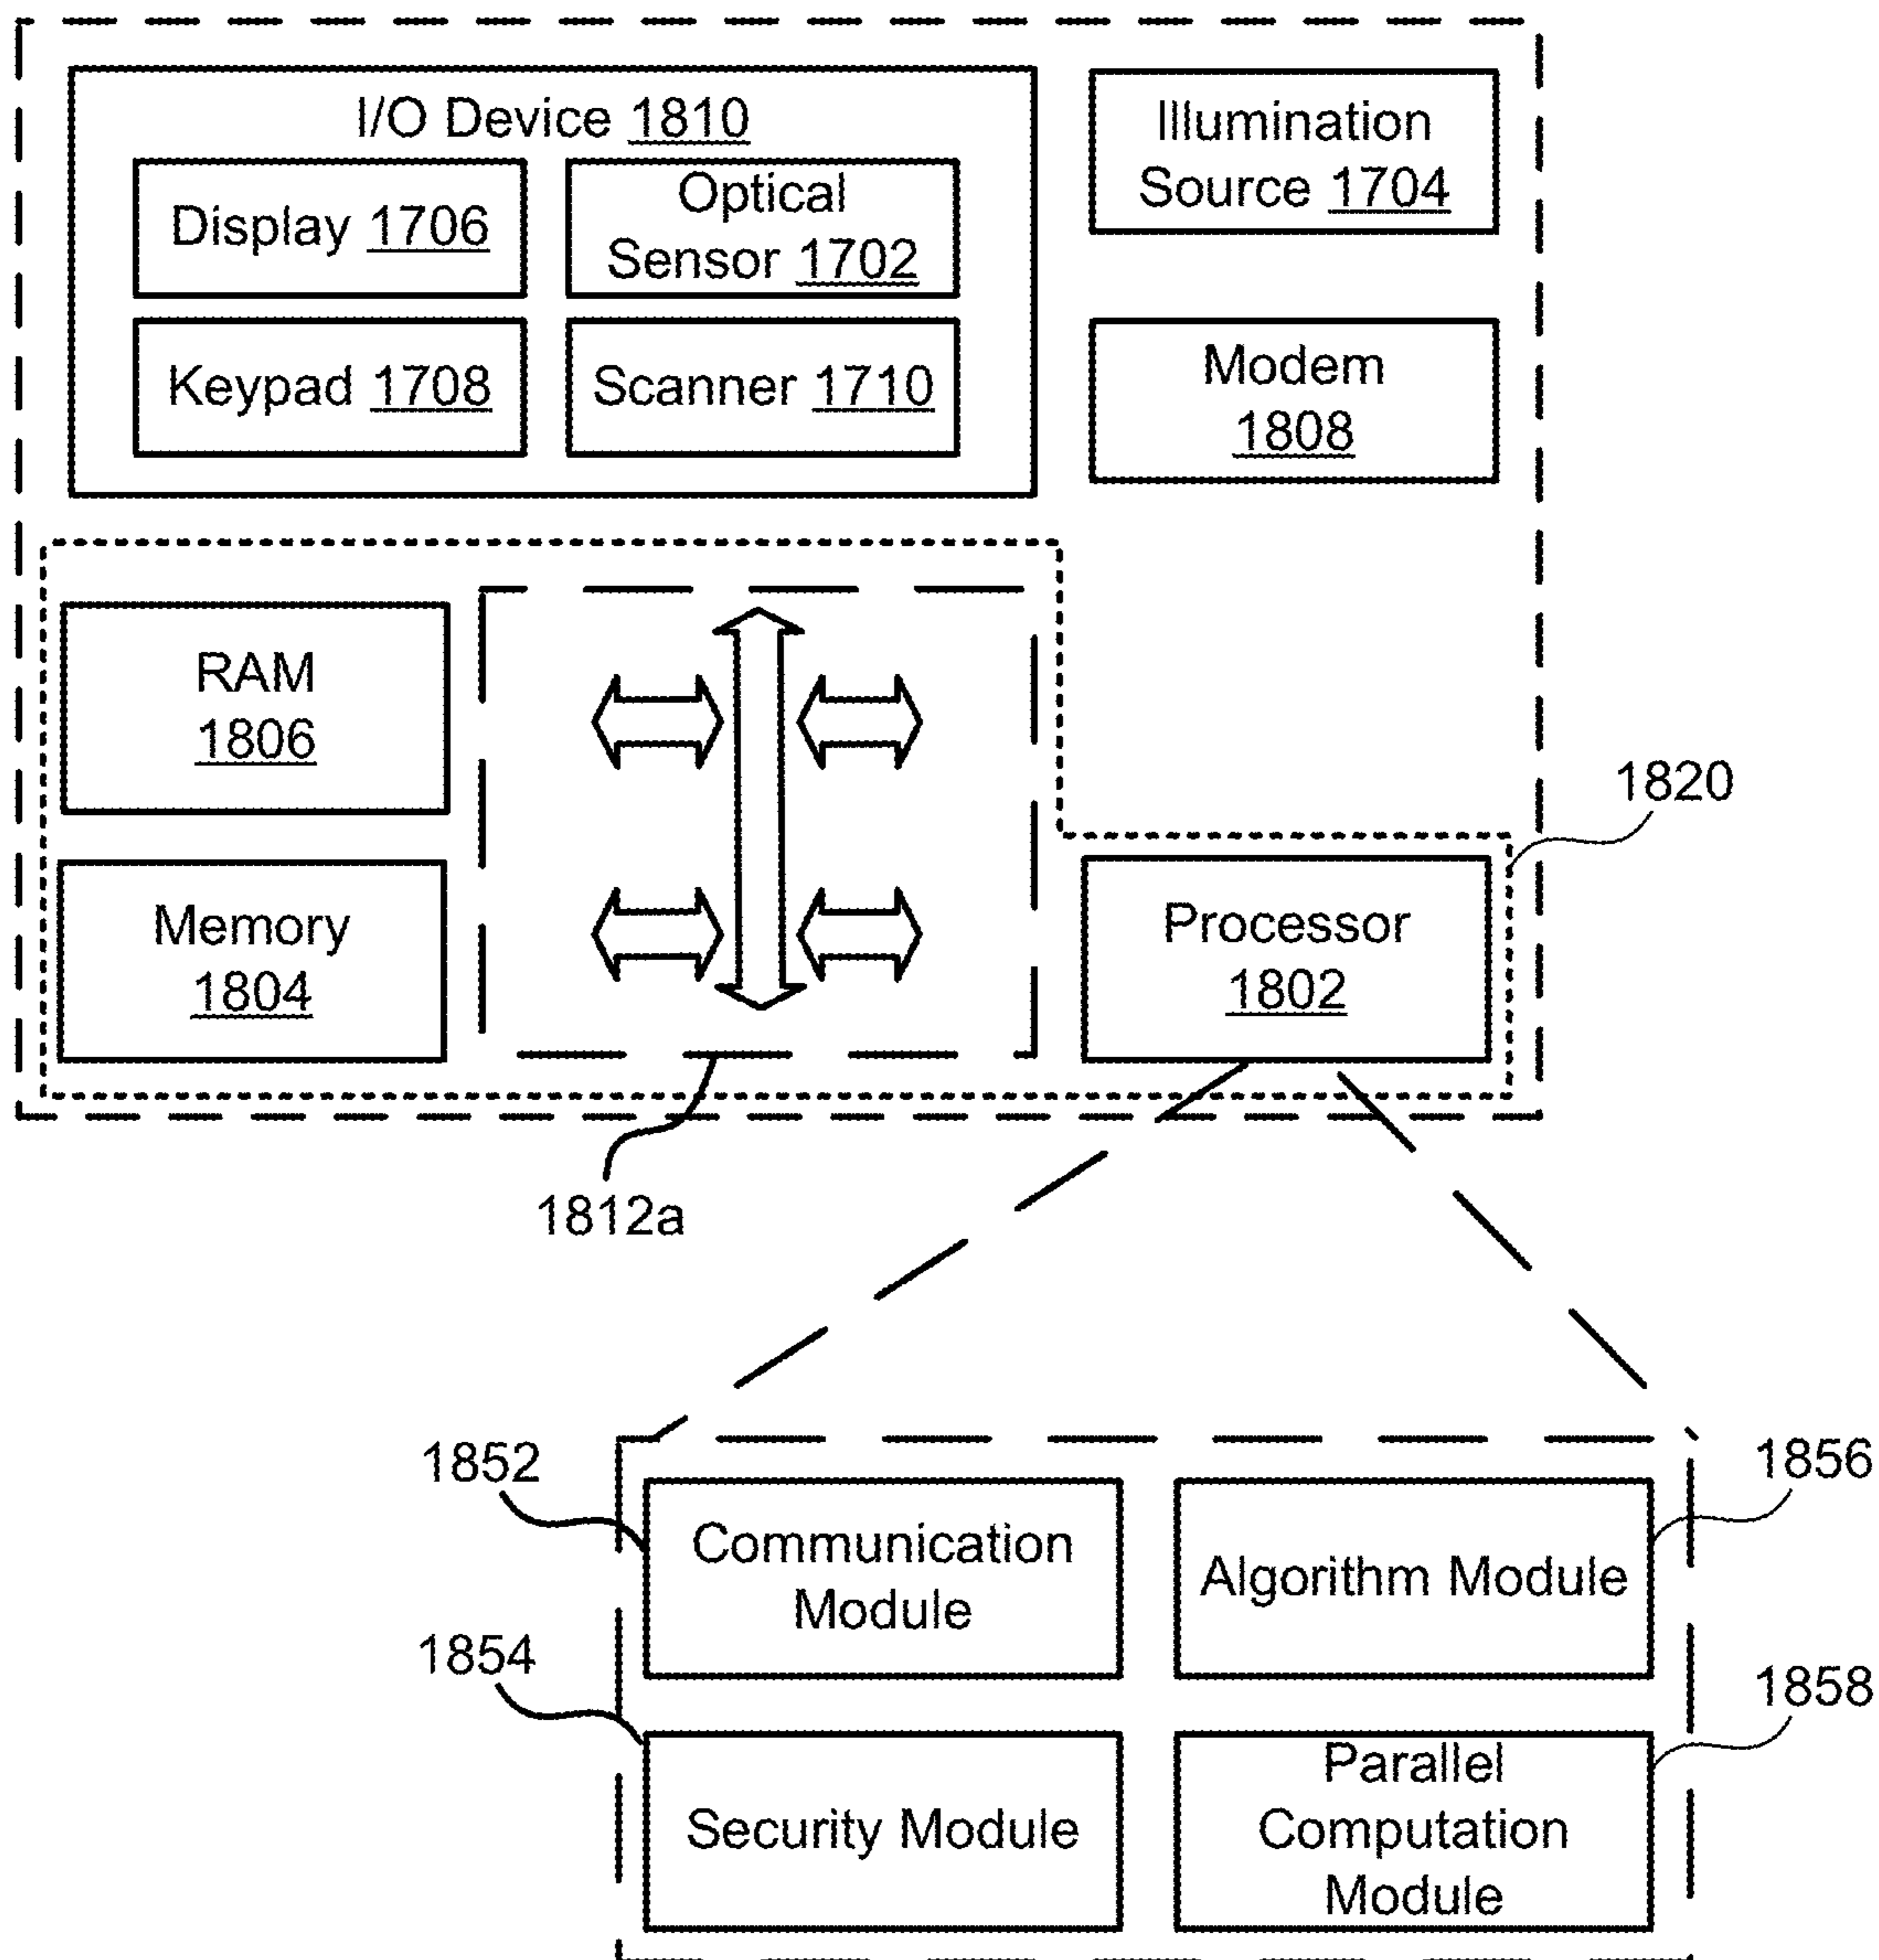 I/O Device 1810
Display 1706
Optical
Sensor 1702
Keypad 1708
Scanner 1710
Illumination
Source 1704
Modem
1808
RAM
1806
Memory
1804
1820
Processor
1802
1812a
1852
Communication
Module
1856
Algorithm Module
1854
Security Module
1858
Parallel
Computation
Module